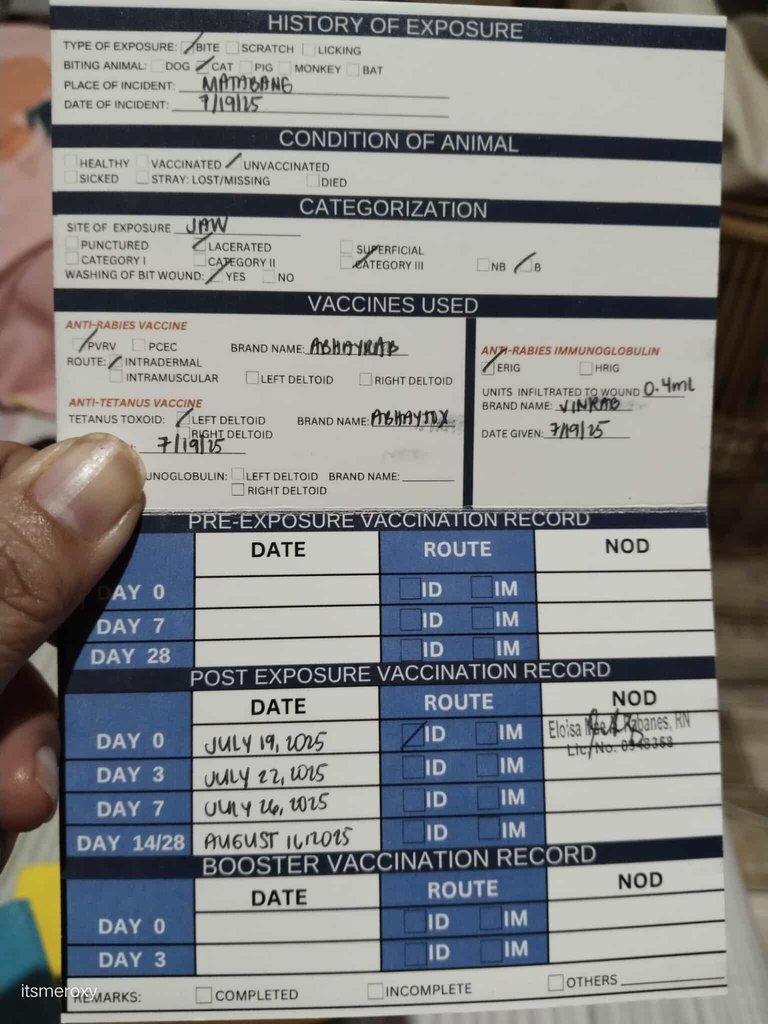 HISTORY OF EXPOSURE
TYPE OF EXPOSURE: BITE SCRATCH LICKING
BITING ANIMAL: DOG CAT PIG MONKEY BAT
PLACE OF INCIDENT: MATABANG
DATE OF INCIDENT: 7/19/25
CONDITION OF ANIMAL
HEALTHY VACCINATED UNVACCINATED
SICKED STRAY: LOST/MISSING DIED
CATEGORIZATION
SITE OF EXPOSURE JAW
PUNCTURED LACERATED SUPERFICIAL
CATEGORY I CATEGORY II CATEGORY III NB B
WASHING OF BIT WOUND: YES NO
VACCINES USED
ANTI-RABIES VACCINE
PVRV PCEC BRAND NAME: ABHAYRAB
ROUTE: INTRADERMAL
INTRAMUSCULAR LEFT DELTOID RIGHT DELTOID
ANTI-TETANUS VACCINE
TETANUS TOXOID: LEFT DELTOID BRAND NAME: ABHAYTOX
RIGHT DELTOID
7/19/25
UNOGLOBULIN: LEFT DELTOID BRAND NAME:
RIGHT DELTOID
ANTI-RABIES IMMUNOGLOBULIN
ERIG HRIG
UNITS INFILTRATED TO WOUND 0.4ml
BRAND NAME: VINRAB
DATE GIVEN: 7/19/25
PRE-EXPOSURE VACCINATION RECORD
DATE ROUTE NOD
DAY 0 ID IM
DAY 7 ID IM
DAY 28 ID IM
POST EXPOSURE VACCINATION RECORD
DATE ROUTE NOD
DAY 0 JULY 19, 2025 ID IM Eloisa Rabanes, RN
Lic. No.
DAY 3 JULY 22, 2025 ID IM
DAY 7 JULY 26, 2025 ID IM
DAY 14/28 AUGUST 16, 2025 ID IM
BOOSTER VACCINATION RECORD
DATE ROUTE NOD
DAY 0 ID IM
DAY 3 ID IM
REMARKS: COMPLETED INCOMPLETE OTHERS
itsmeroxy